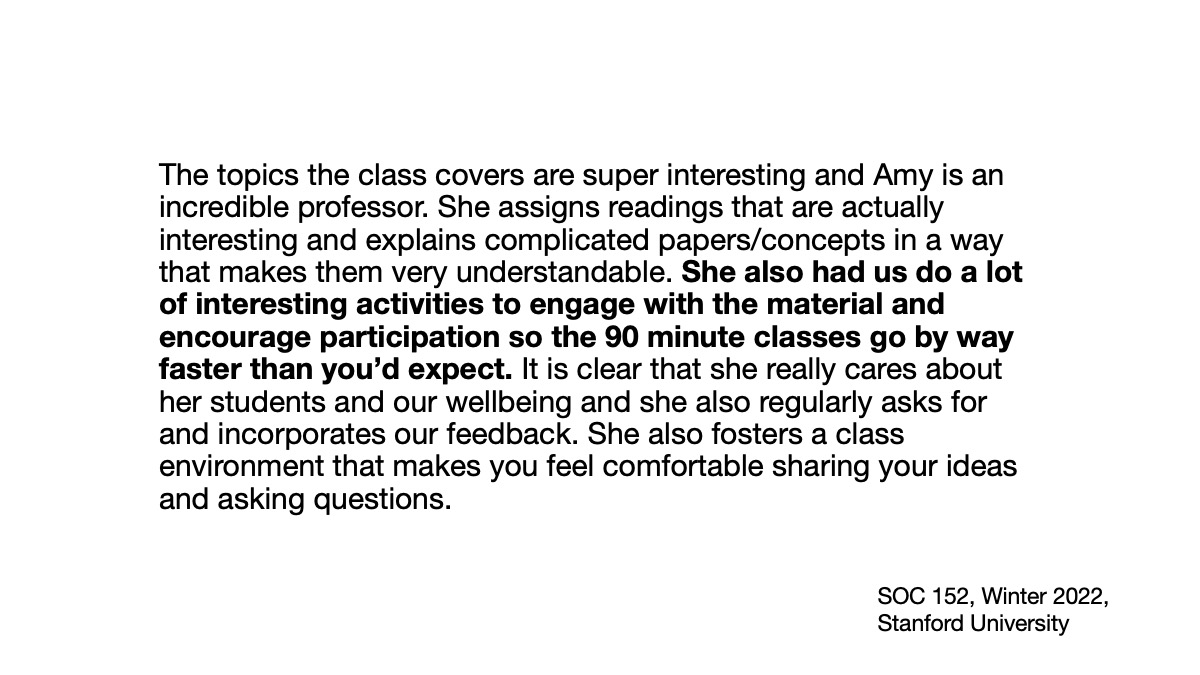 The topics the class covers are super interesting and Amy is an
incredible professor. She assigns readings that are actually
interesting and explains complicated papers/concepts in a way
that makes them very understandable. She also had us do a lot
of interesting activities to engage with the material and
encourage participation so the 90 minute classes go by way
faster than you’d expect. It is clear that she really cares about
her students and our wellbeing and she also regularly asks for
and incorporates our feedback. She also fosters a class
environment that makes you feel comfortable sharing your ideas
and asking questions.
SOC 152, Winter 2022,
Stanford University